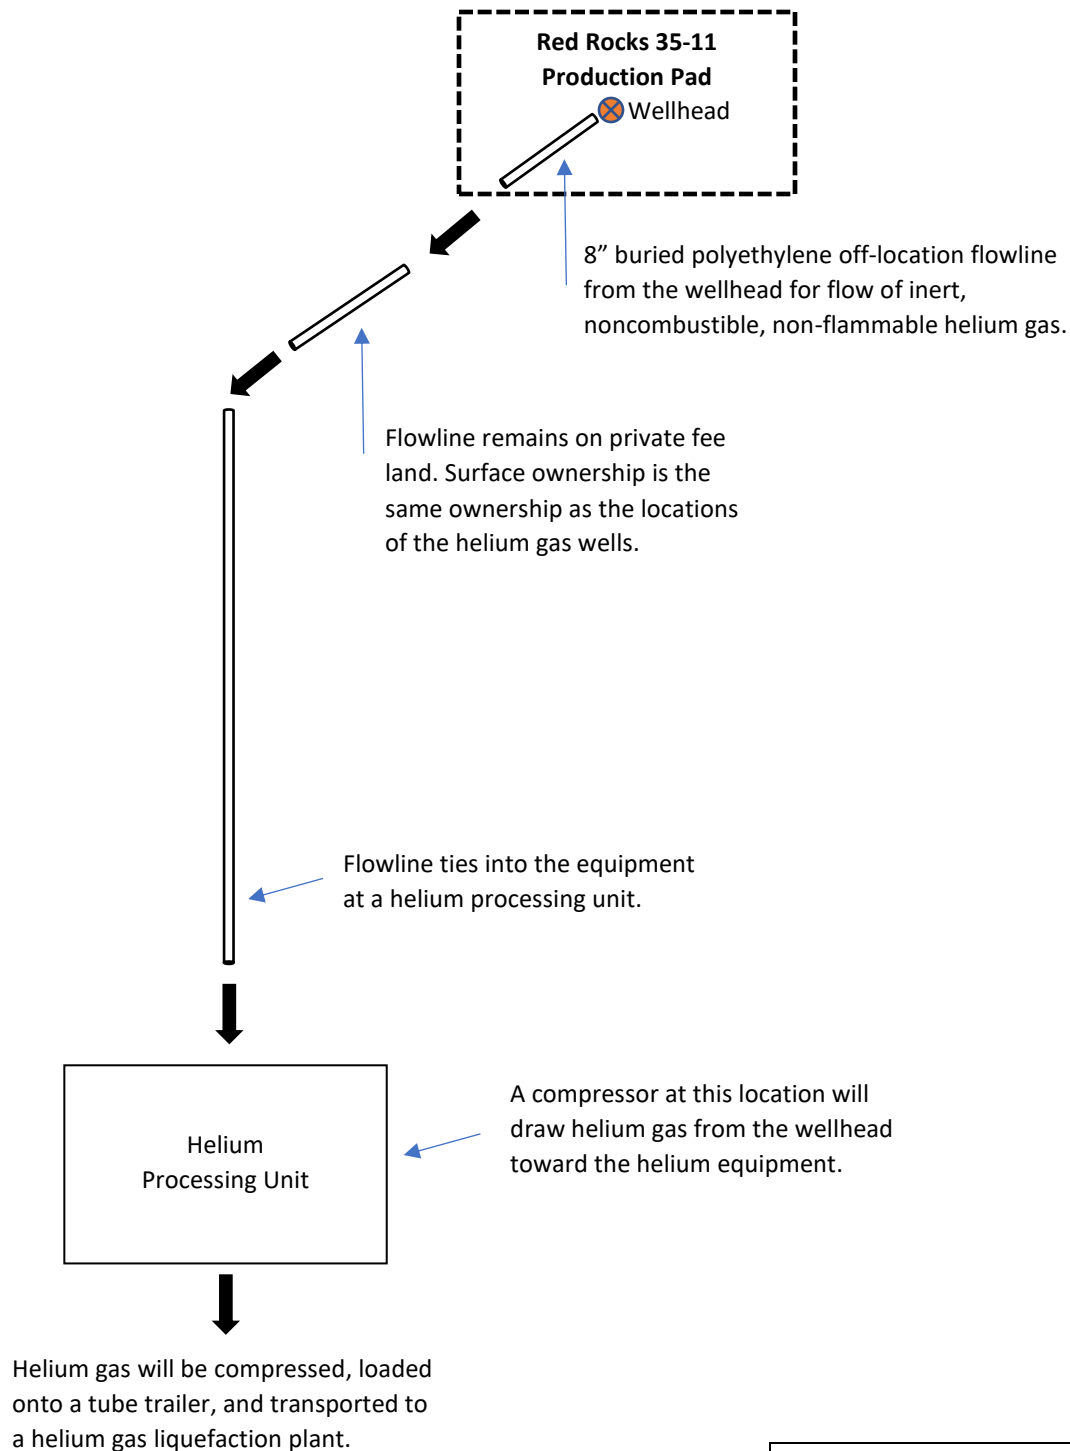 Red Rocks 35-11
Production Pad
Wellhead
8” buried polyethylene off-location flowline
from the wellhead for flow of inert,
noncombustible, non-flammable helium gas.
Flowline remains on private fee
land. Surface ownership is the
same ownership as the locations
of the helium gas wells.
Flowline ties into the equipment
at a helium processing unit.
A compressor at this location will
draw helium gas from the wellhead
toward the helium equipment.
Helium
Processing Unit
Helium gas will be compressed, loaded
onto a tube trailer, and transported to
a helium gas liquefaction plant.